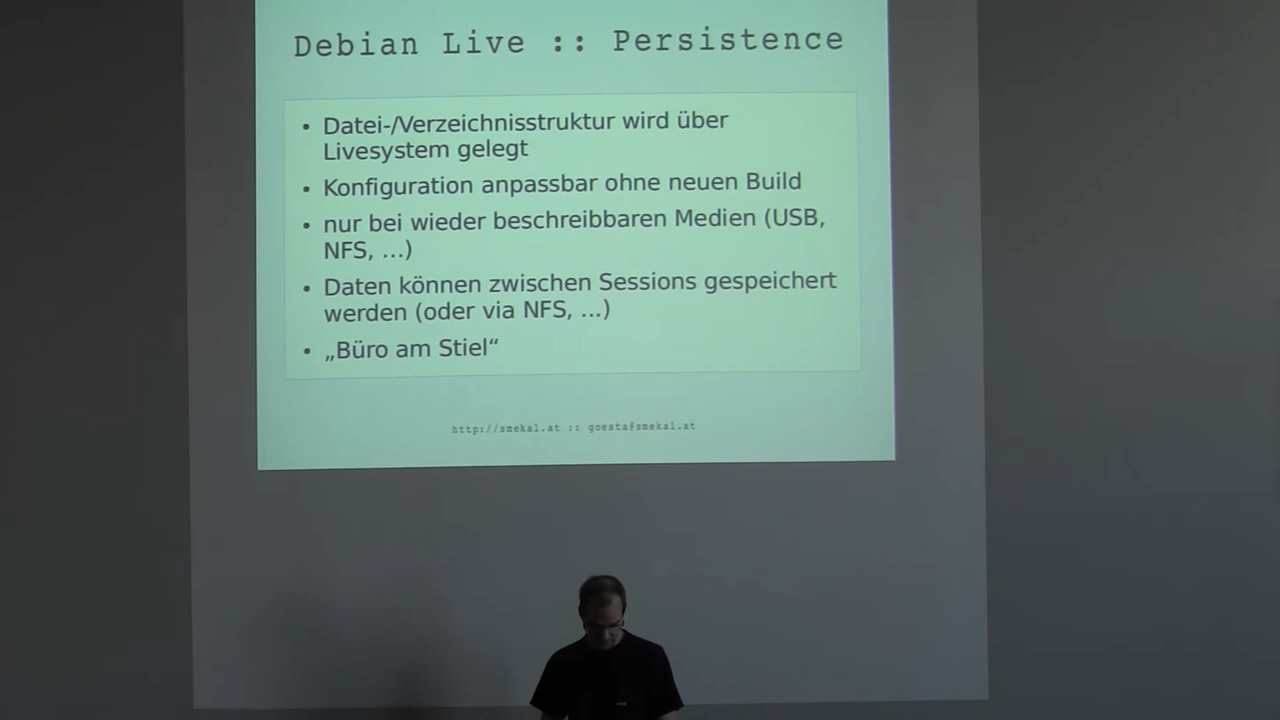 Debian Live :: Persistence
• Datei-/Verzeichnisstruktur wird über
Livesystem gelegt
• Konfiguration anpassbar ohne neuen Build
• nur bei wieder beschreibbaren Medien (USB,
NFS, ...)
• Daten können zwischen Sessions gespeichert
werden (oder via NFS, ...)
• „Büro am Stiel“
http://smekal.at :: goesta@smekal.at